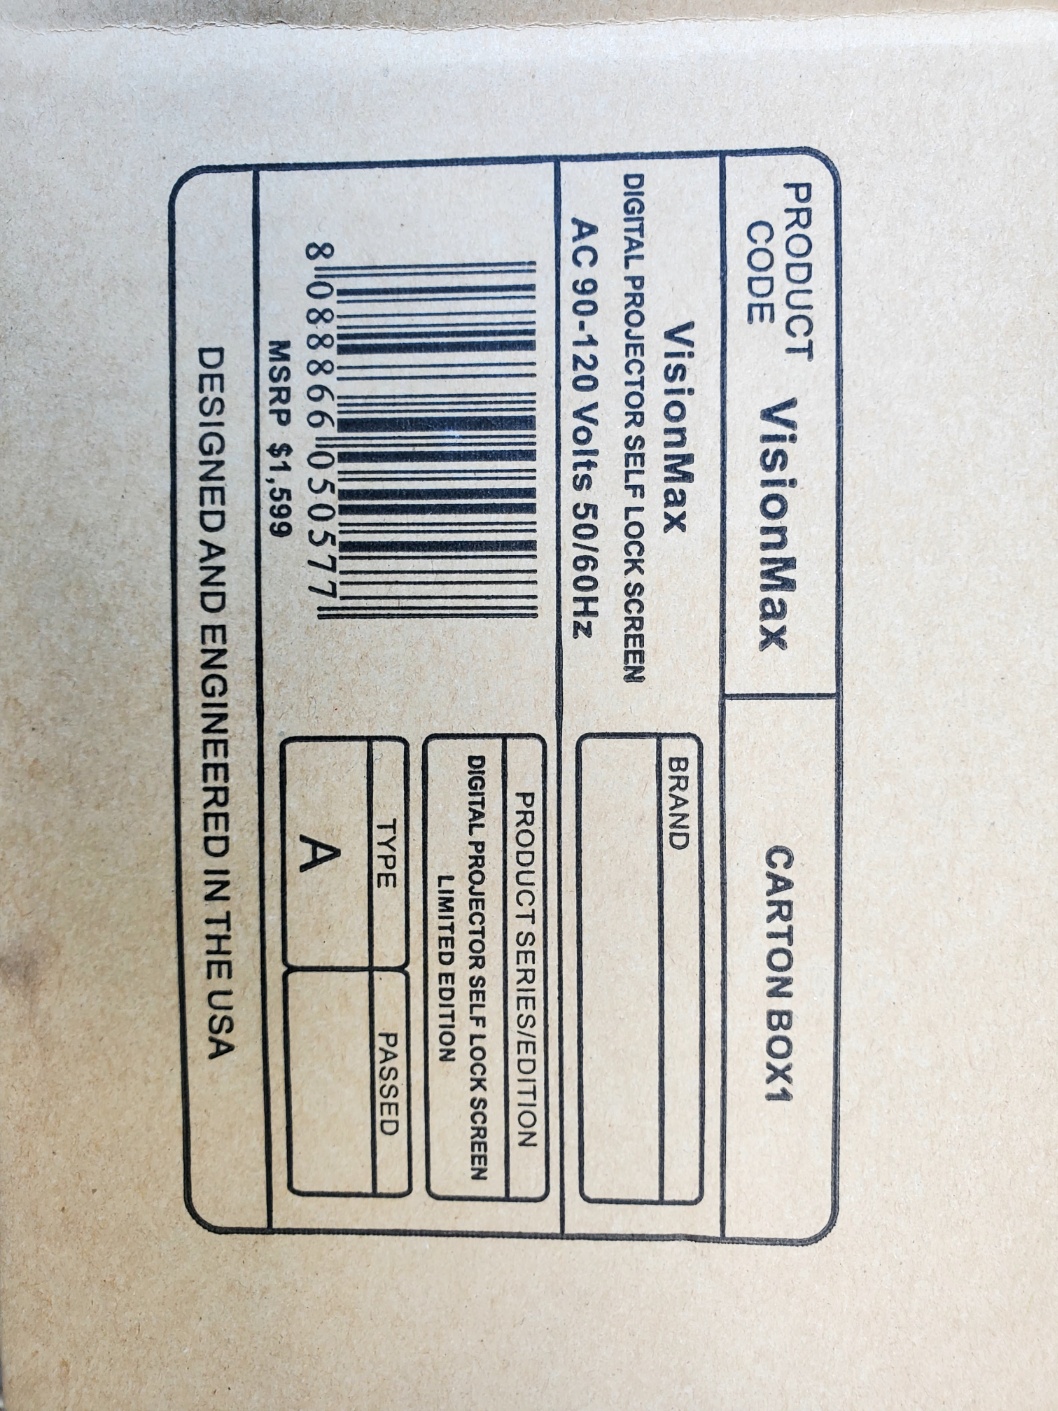 PRODUCT
CODE
VisionMax
CARTON BOX1
VisionMax
DIGITAL PROJECTOR SELF LOCK SCREEN
AC 90-120 Volts 50/60Hz
BRAND
8 088866 050577
MSRP $1,599
PRODUCT SERIES/EDITION
DIGITAL PROJECTOR SELF LOCK SCREEN
LIMITED EDITION
TYPE
PASSED
A
DESIGNED AND ENGINEERED IN THE USA